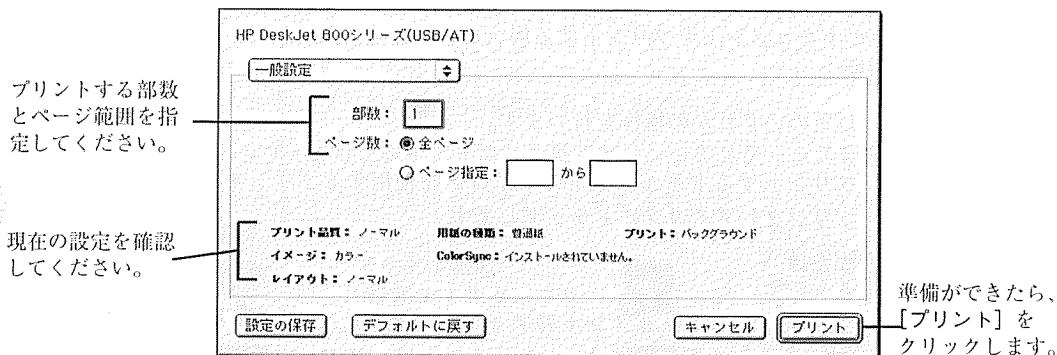 HP DeskJet 800シリーズ(USB/AT)
一般設定
プリントする部数
とページ範囲を指
定してください。
部数： 1
ページ数： 全ページ
ページ指定： から
現在の設定を確認
してください。
プリント品質： ノーマル 用紙の種類： 普通紙 プリント： バックグラウンド
イメージ： カラー ColorSync： インストールされていません。
レイアウト： ノーマル
設定の保存 デフォルトに戻す キャンセル プリント
準備ができたら、
［プリント］を
クリックします。